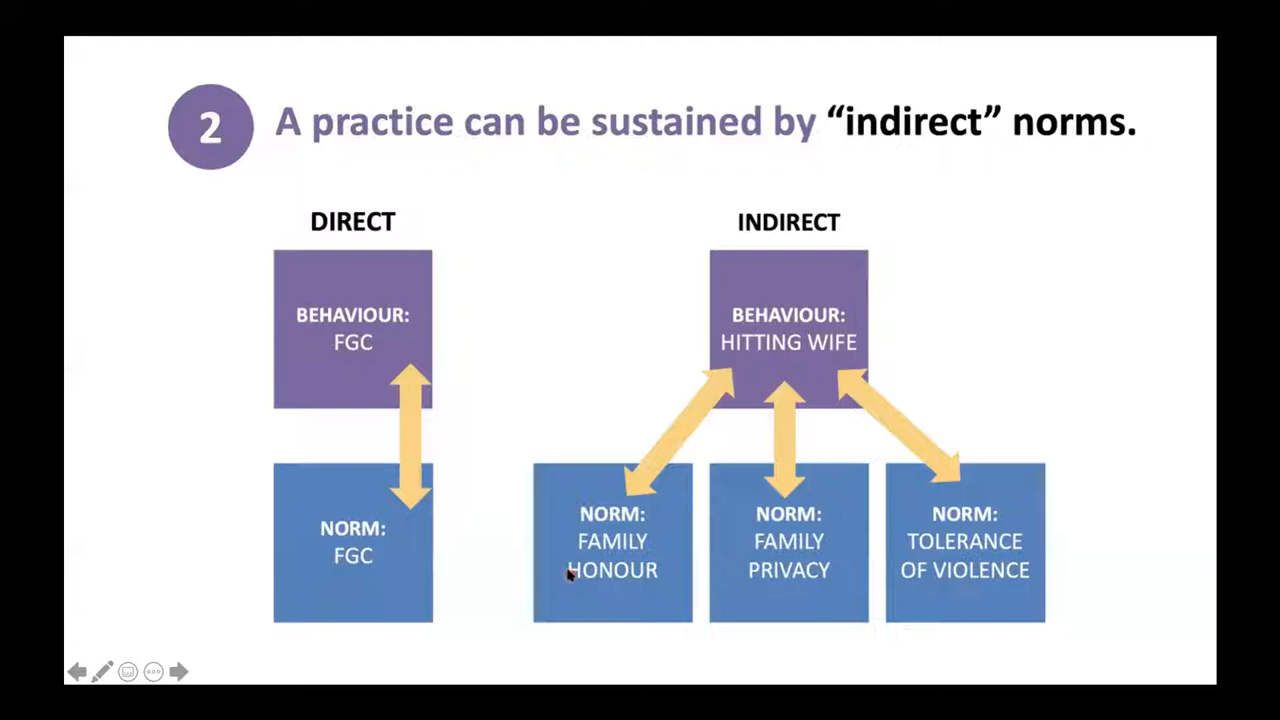 2
A practice can be sustained by “indirect” norms.
DIRECT
INDIRECT
BEHAVIOUR:
FGC
BEHAVIOUR:
HITTING WIFE
NORM:
FGC
NORM:
FAMILY
HONOUR
NORM:
FAMILY
PRIVACY
NORM:
TOLERANCE
OF VIOLENCE